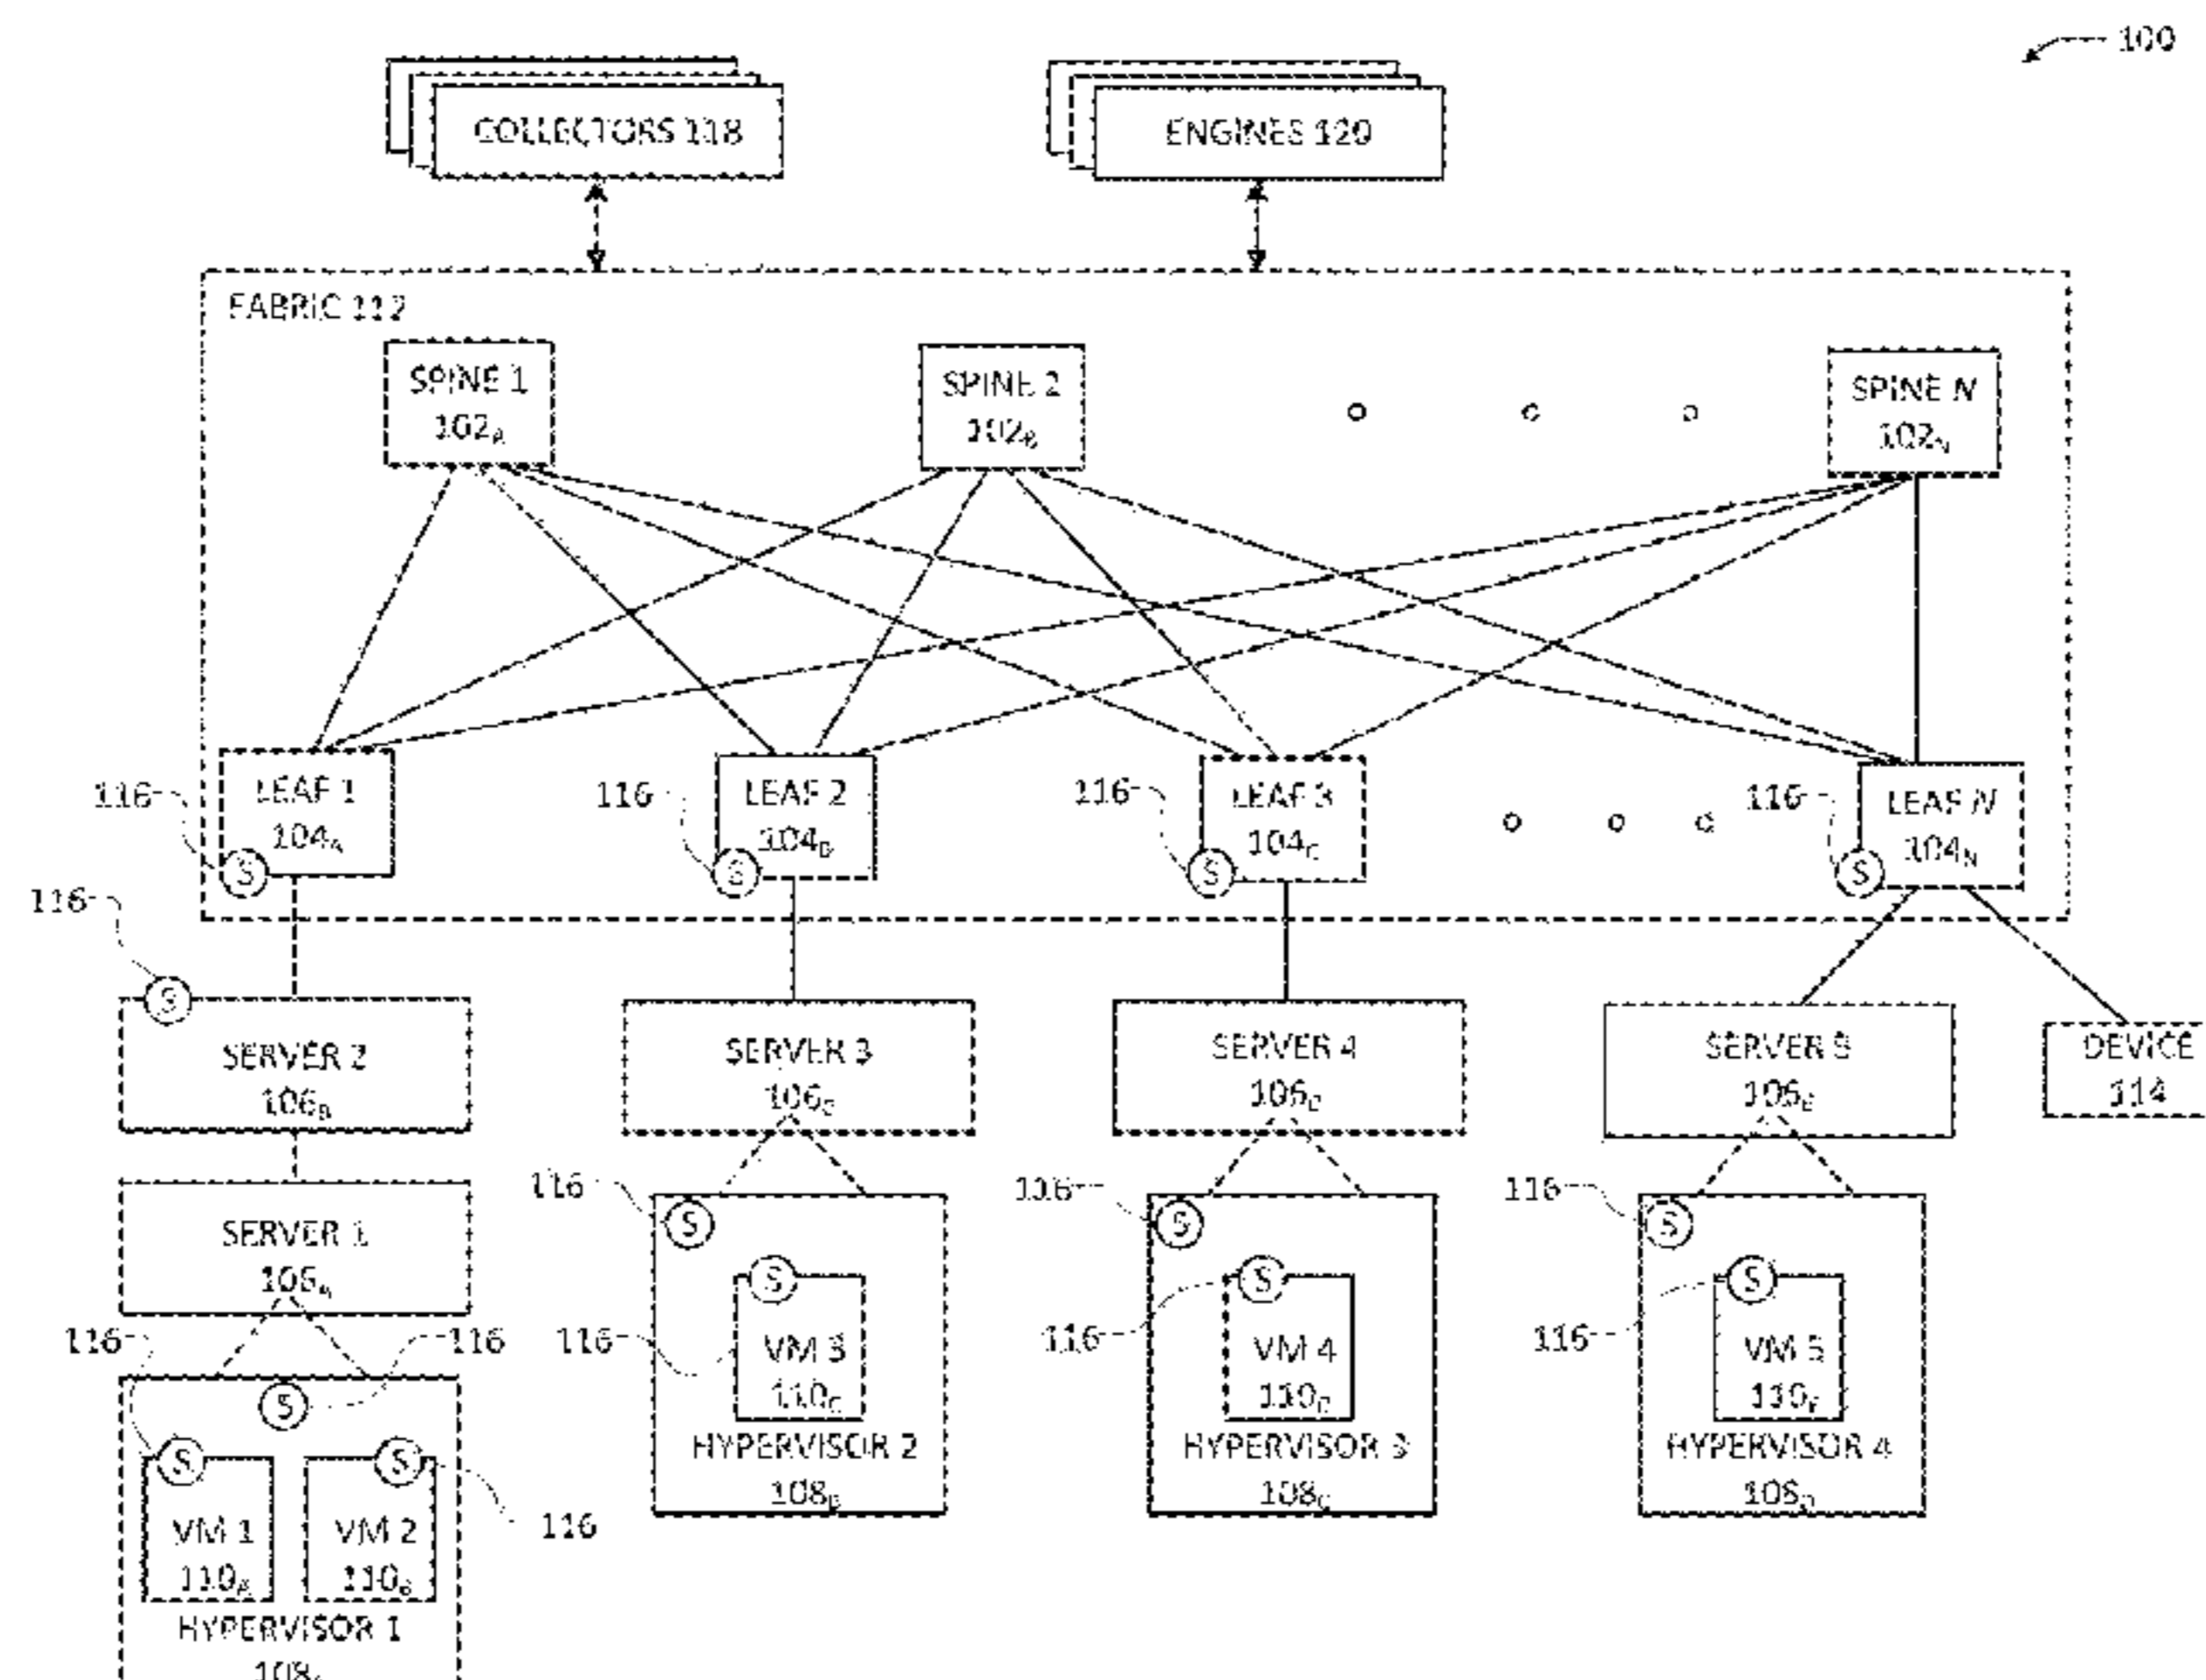 100
COLLECTORS 118
ENGINES 120
FABRIC 112
SPINE 1
102A
SPINE 2
102B
SPINE N
102N
116
LEAF 1
104A
S
116
LEAF 2
104B
S
116
LEAF 3
104C
S
116
LEAF N
104N
S
116
S
SERVER 2
106B
SERVER 3
106C
SERVER 4
106D
SERVER 5
106E
DEVICE
114
SERVER 1
106A
116
S
116
S
116
S
116
116
S
116
S
VM 3
110C
HYPERVISOR 2
108B
116
S
VM 4
110D
HYPERVISOR 3
108C
116
S
VM 5
110E
HYPERVISOR 4
108D
S
S
116
VM 1
110A
VM 2
110B
HYPERVISOR 1
108